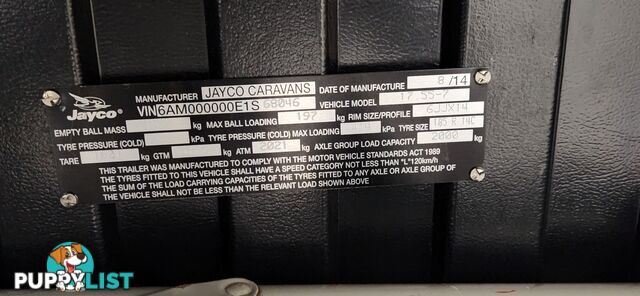 Jayco
MANUFACTURER JAYCO CARAVANS DATE OF MANUFACTURE 8 /14
VIN 6AM000000E1S 68046 VEHICLE MODEL 17 55-7
EMPTY BALL MASS kg MAX BALL LOADING 197 kg RIM SIZE/PROFILE 6JJX14
TYRE PRESSURE (COLD) kg TYRE PRESSURE (COLD) MAX LOADING TYRE SIZE 185 R 14C
TARE kg GTM kg ATM 2021 kg AXLE GROUP LOAD CAPACITY 2000 kg
THIS TRAILER WAS MANUFACTURED TO COMPLY WITH THE MOTOR VEHICLE STANDARDS ACT 1989
THE TYRES FITTED TO THIS VEHICLE SHALL HAVE A SPEED CATEGORY NOT LESS THAN "L"120km/h
THE SUM OF THE LOAD CARRYING CAPACITIES OF THE TYRES FITTED TO ANY AXLE OR AXLE GROUP OF
THE VEHICLE SHALL NOT BE LESS THAN THE RELEVANT LOAD SHOWN ABOVE
PUPPYLIST